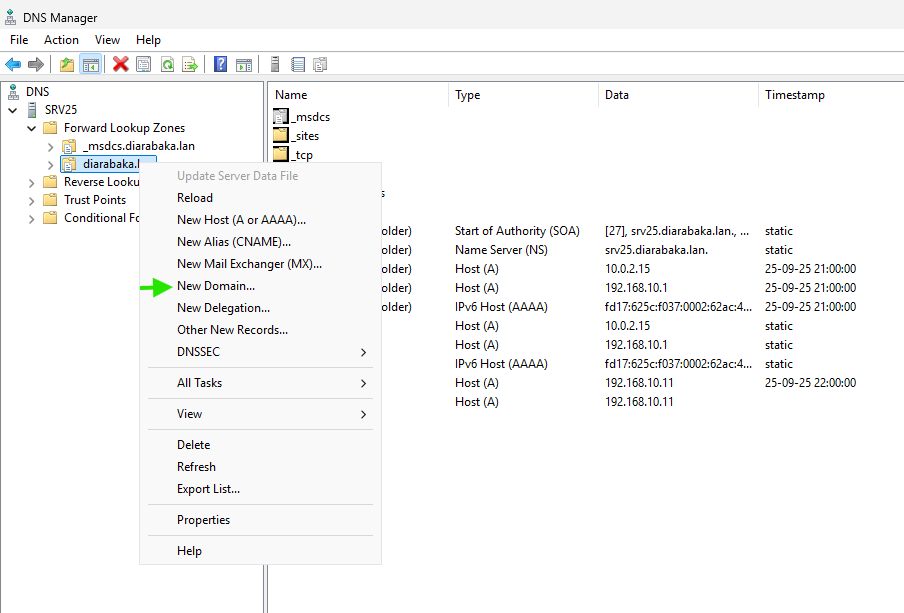 DNS Manager
File Action View Help
DNS
SRV25
Forward Lookup Zones
_msdcs.diarabaka.lan
diarabaka.l
Reverse Looku
Trust Points
Conditional Fo
Name Type Data Timestamp
_msdcs
_sites
_tcp
s
older) Start of Authority (SOA) [27], srv25.diarabaka.lan., ... static
older) Name Server (NS) srv25.diarabaka.lan. static
older) Host (A) 10.0.2.15 25-09-25 21:00:00
older) Host (A) 192.168.10.1 25-09-25 21:00:00
older) IPv6 Host (AAAA) fd17:625c:f037:0002:62ac:4... 25-09-25 21:00:00
Host (A) 10.0.2.15 static
Host (A) 192.168.10.1 static
IPv6 Host (AAAA) fd17:625c:f037:0002:62ac:4... static
Host (A) 192.168.10.11 25-09-25 22:00:00
Host (A) 192.168.10.11
Update Server Data File
Reload
New Host (A or AAAA)...
New Alias (CNAME)...
New Mail Exchanger (MX)...
New Domain...
New Delegation...
Other New Records...
DNSSEC
All Tasks
View
Delete
Refresh
Export List...
Properties
Help